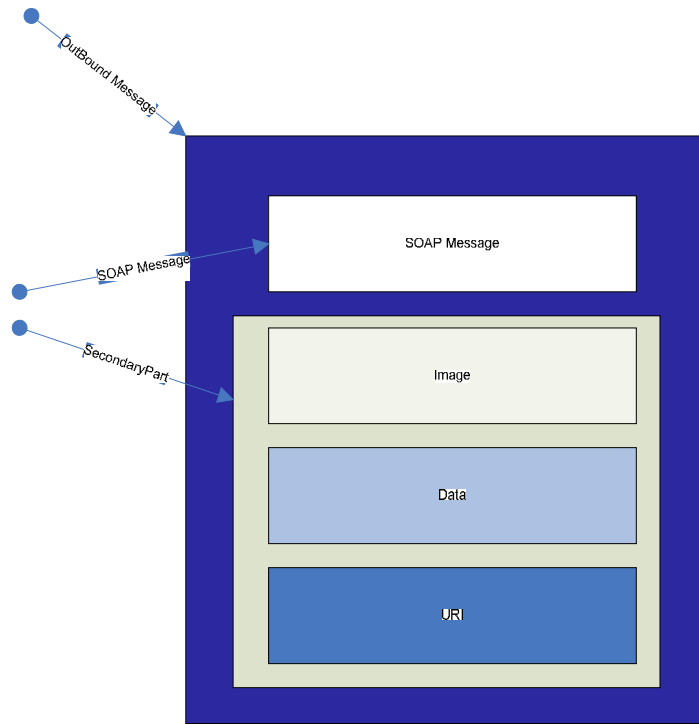 OutBound Message
SOAP Message
SOAP Message
SecondaryPart
Image
Data
URI